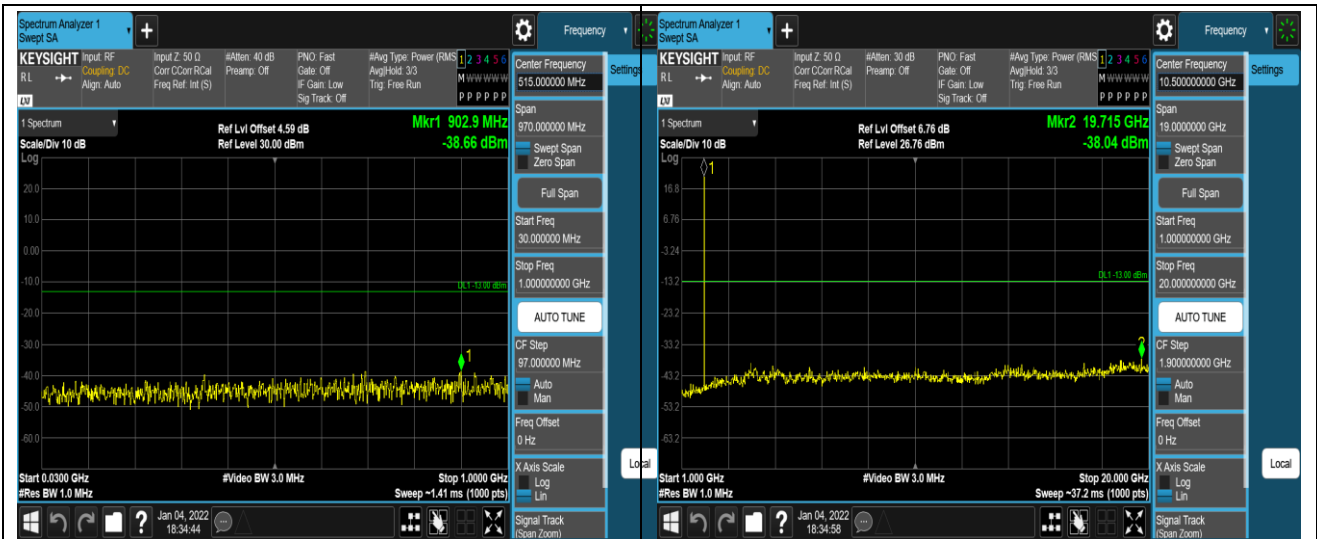 Spectrum Analyzer 1
Swept SA
+
Frequency
KEYSIGHT
Input: RF
Coupling: DC
Align: Auto
Input Z: 50 Ω
Corr CCorr RCal
Freq Ref: Int (S)
#Atten: 40 dB
Preamp: Off
PNO: Fast
Gate: Off
IF Gain: Low
Sig Track: Off
#Avg Type: Power (RMS
Avg|Hold: 3/3
Trig: Free Run
1 2 3 4 5 6
M W W W W W
P P P P P P
R L
LXI
Center Frequency
515.000000 MHz
Settings
1 Spectrum
Scale/Div 10 dB
Ref Lvl Offset 4.59 dB
Ref Level 30.00 dBm
Mkr1 902.9 MHz
-38.66 dBm
Span
970.000000 MHz
Swept Span
Zero Span
Full Span
Start Freq
30.000000 MHz
Stop Freq
1.000000000 GHz
AUTO TUNE
CF Step
97.000000 MHz
Auto
Man
Freq Offset
0 Hz
X Axis Scale
Log
Lin
Signal Track
(Span Zoom)
Local
Log
20.0
10.0
0.00
-10.0
-20.0
-30.0
-40.0
-50.0
-60.0
DL1 -13.00 dBm
1
Start 0.0300 GHz
#Res BW 1.0 MHz
#Video BW 3.0 MHz
Stop 1.0000 GHz
Sweep ~1.41 ms (1000 pts)
?
Jan 04, 2022
18:34:44
Spectrum Analyzer 1
Swept SA
+
Frequency
KEYSIGHT
Input: RF
Coupling: DC
Align: Auto
Input Z: 50 Ω
Corr CCorr RCal
Freq Ref: Int (S)
#Atten: 30 dB
Preamp: Off
PNO: Fast
Gate: Off
IF Gain: Low
Sig Track: Off
#Avg Type: Power (RMS
Avg|Hold: 3/3
Trig: Free Run
1 2 3 4 5 6
M W W W W W
P P P P P P
R L
LXI
Center Frequency
10.500000000 GHz
Settings
1 Spectrum
Scale/Div 10 dB
Ref Lvl Offset 6.76 dB
Ref Level 26.76 dBm
Mkr2 19.715 GHz
-38.04 dBm
Span
19.0000000 GHz
Swept Span
Zero Span
Full Span
Start Freq
1.000000000 GHz
Stop Freq
20.000000000 GHz
AUTO TUNE
CF Step
1.900000000 GHz
Auto
Man
Freq Offset
0 Hz
X Axis Scale
Log
Lin
Signal Track
(Span Zoom)
Local
Log
16.8
6.76
-3.24
-13.2
-23.2
-33.2
-43.2
-53.2
-63.2
DL1 -13.00 dBm
1
2
Start 1.000 GHz
#Res BW 1.0 MHz
#Video BW 3.0 MHz
Stop 20.000 GHz
Sweep ~37.2 ms (1000 pts)
?
Jan 04, 2022
18:34:58